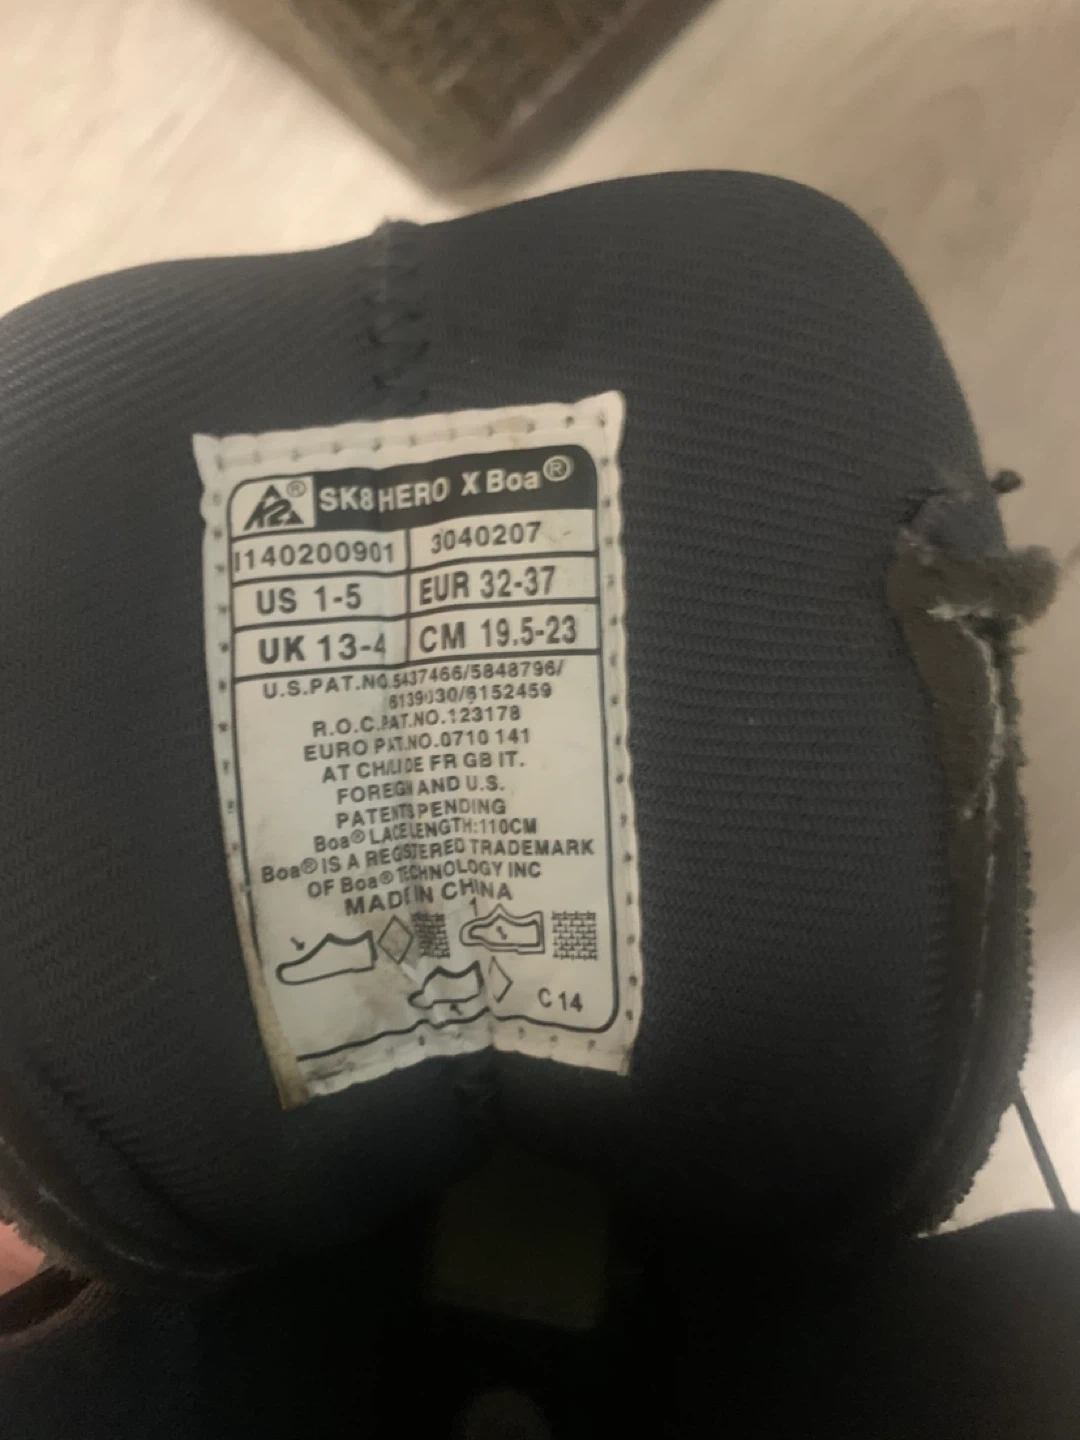 K2® SK8 HERO X Boa®
I140200901 3040207
US 1-5 EUR 32-37
UK 13-4 CM 19.5-23
U.S.PAT.NO.5437466/5848796/
6139030/6152459
R.O.C.PAT.NO.123178
EURO PAT.NO.0710 141
AT CH/LI DE FR GB IT.
FOREGN AND U.S.
PATENTS PENDING
Boa® LACE LENGTH:110CM
Boa® IS A REGISTERED TRADEMARK
OF Boa® TECHNOLOGY INC
MADE IN CHINA
C 14